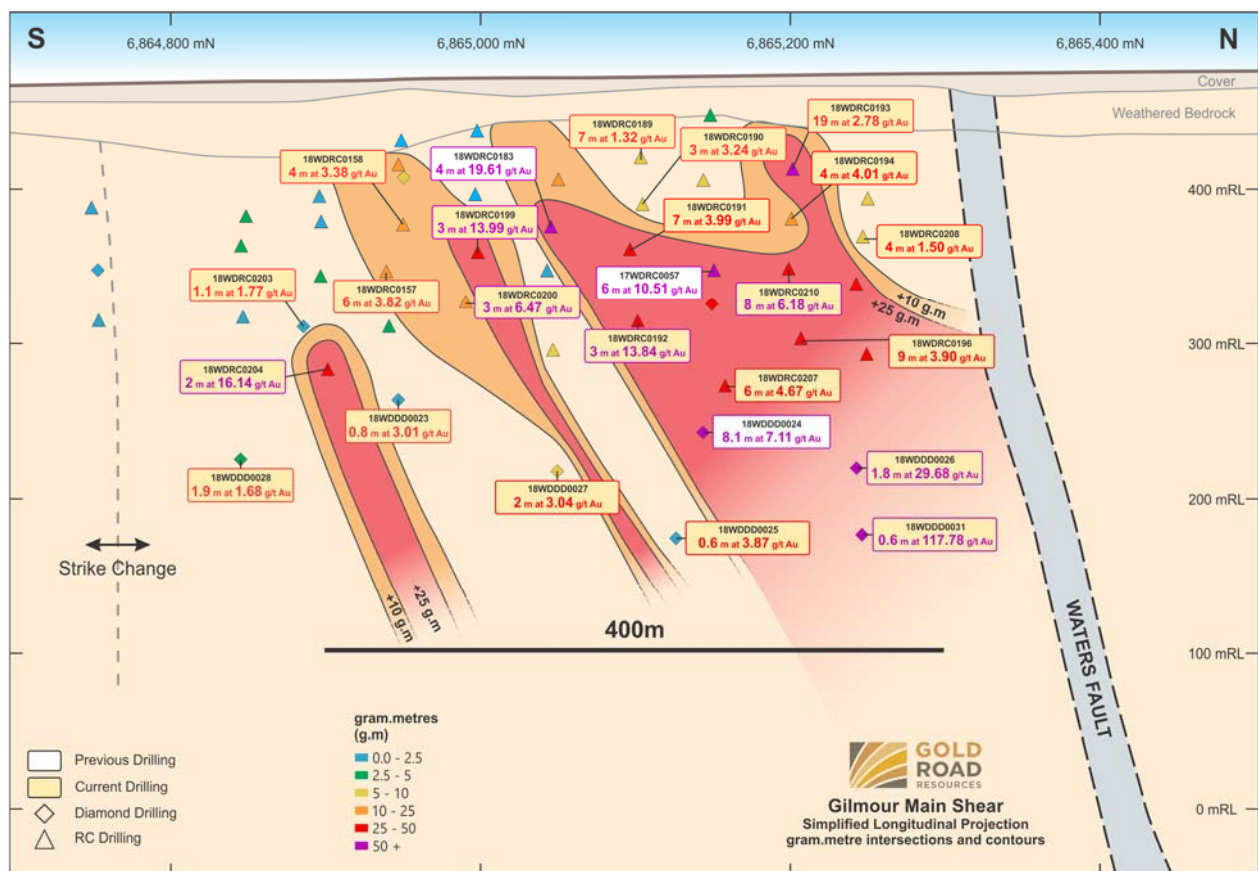 S
6,864,800 mN
6,865,000 mN
6,865,200 mN
6,865,400 mN
N
Cover
Weathered Bedrock
18WDRC0193
19 m at 2.78 g/t Au
18WDRC0189
7 m at 1.32 g/t Au
18WDRC0190
3 m at 3.24 g/t Au
18WDRC0158
4 m at 3.38 g/t Au
18WDRC0183
4 m at 19.61 g/t Au
18WDRC0194
4 m at 4.01 g/t Au
400 mRL
18WDRC0199
3 m at 13.99 g/t Au
18WDRC0191
7 m at 3.99 g/t Au
18WDRC0208
4 m at 1.50 g/t Au
18WDRC0203
1.1 m at 1.77 g/t Au
18WDRC0157
6 m at 3.82 g/t Au
18WDRC0200
3 m at 6.47 g/t Au
17WDRC0057
6 m at 10.51 g/t Au
18WDRC0210
8 m at 6.18 g/t Au
+10 g.m
+25 g.m
300 mRL
18WDRC0192
3 m at 13.84 g/t Au
18WDRC0196
9 m at 3.90 g/t Au
18WDRC0204
2 m at 16.14 g/t Au
18WDRC0207
6 m at 4.67 g/t Au
18WDDD0023
0.8 m at 3.01 g/t Au
18WDDD0024
8.1 m at 7.11 g/t Au
18WDDD0026
1.8 m at 29.68 g/t Au
18WDDD0028
1.9 m at 1.68 g/t Au
18WDDD0027
2 m at 3.04 g/t Au
200 mRL
18WDDD0025
0.6 m at 3.87 g/t Au
18WDDD0031
0.6 m at 117.78 g/t Au
Strike Change
+10 g.m
+25 g.m
400m
100 mRL
WATERS FAULT
gram.metres
(g.m)
0.0 - 2.5
2.5 - 5
5 - 10
10 - 25
25 - 50
50 +
Previous Drilling
Current Drilling
Diamond Drilling
RC Drilling
GOLD
ROAD
RESOURCES
Gilmour Main Shear
Simplified Longitudinal Projection
gram.metre intersections and contours
0 mRL